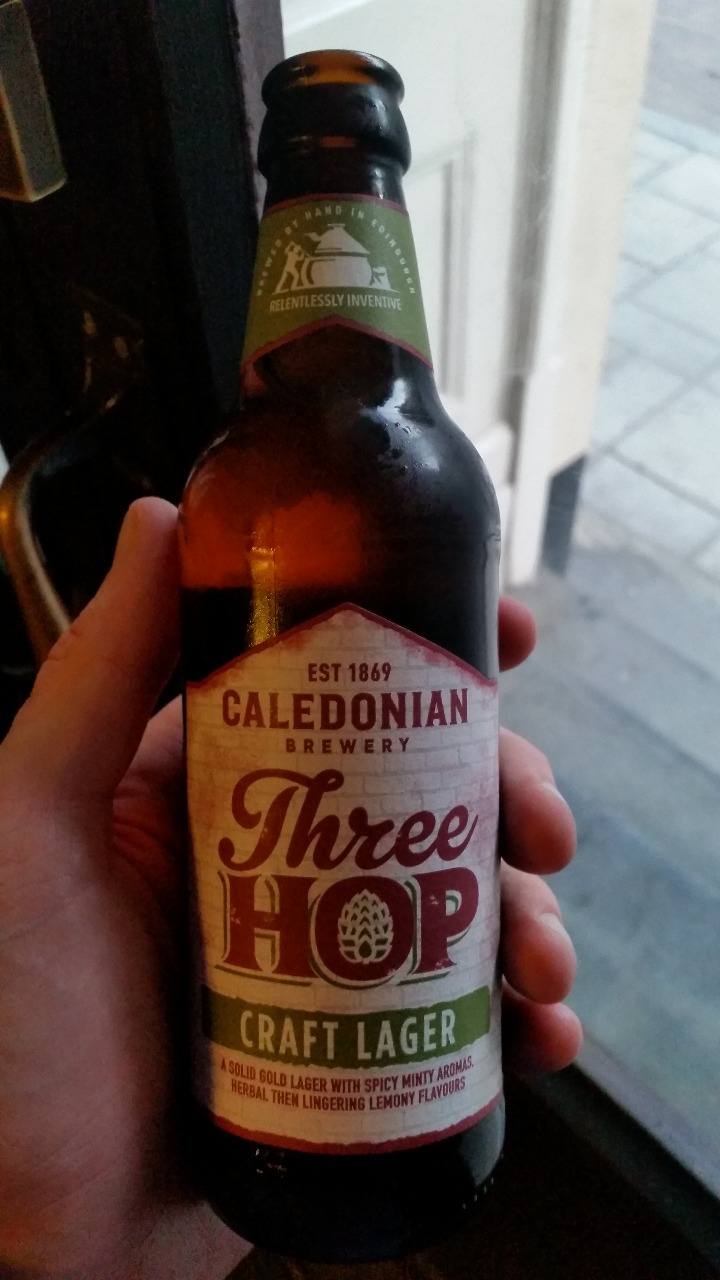 BREWED BY HAND IN EDINBURGH
RELENTLESSLY INVENTIVE
EST 1869
CALEDONIAN
BREWERY
Three
HOP
CRAFT LAGER
A SOLID GOLD LAGER WITH SPICY MINTY AROMAS.
HERBAL THEN LINGERING LEMONY FLAVOURS